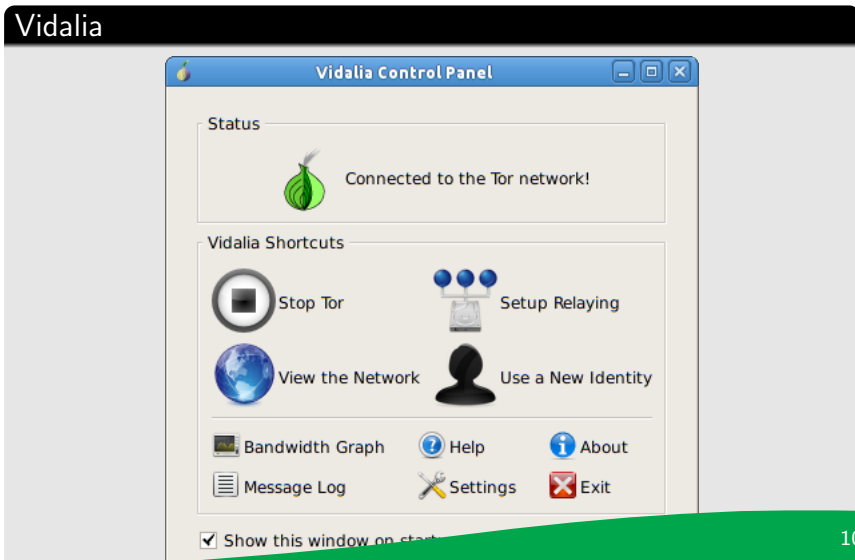 Vidalia
Vidalia Control Panel
Status
Connected to the Tor network!
Vidalia Shortcuts
Stop Tor
Setup Relaying
View the Network
Use a New Identity
Bandwidth Graph
Help
About
Message Log
Settings
Exit
Show this window on